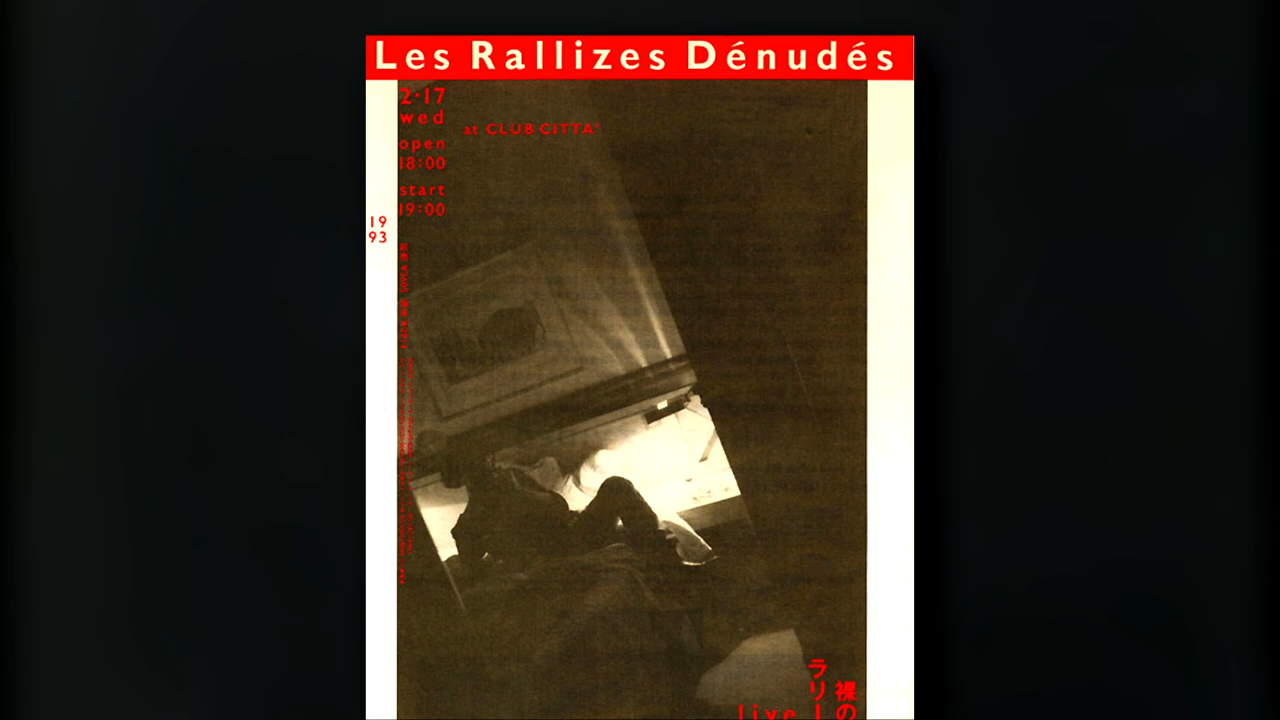 Les Rallizes Dénudés
2·17
wed
at CLUB CITTA'
open
18:00
start
19:00
19
93
裸の
ラリー
live